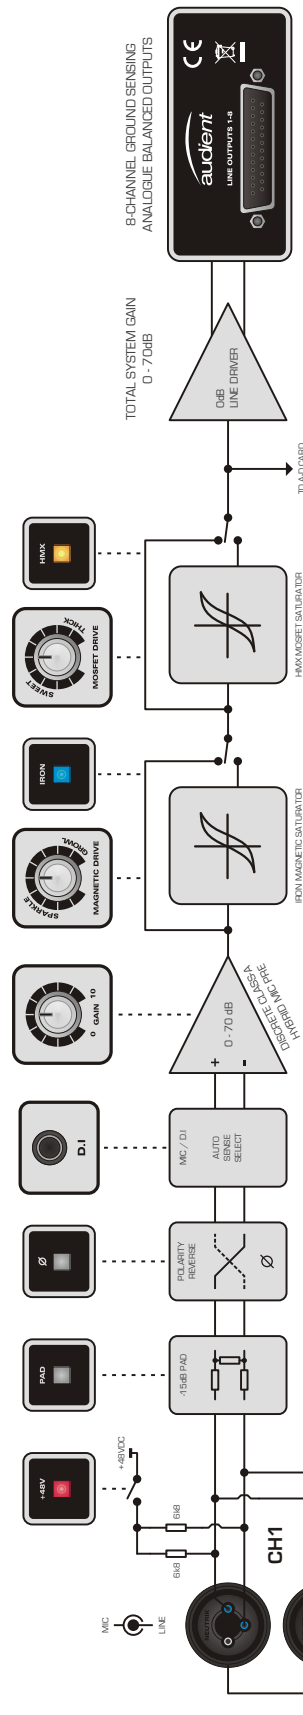 8-CHANNEL GROUND SENSING
ANALOGUE BALANCED OUTPUTS
CE
audient
LINE OUTPUTS 1-8
TOTAL SYSTEM GAIN
0 - 70dB
0dB
LINE DRIVER
TO A-D CARD
HMX
THICK
SWEET
MOSFET DRIVE
HMX MOSFET SATURATOR
IRON
GROWL
SPARKLE
MAGNETIC DRIVE
IRON MAGNETIC SATURATOR
0 GAIN 10
+
-
0 - 70 dB
DISCRETE CLASS-A
HYBRID MIC PRE
D.I
MIC / D.I
AUTO
SENSE
SELECT
Ø
POLARITY
REVERSE
Ø
PAD
-15dB PAD
+48V
+48VDC
6k8
6k8
MIC
LINE
NEUTRIK
CH1